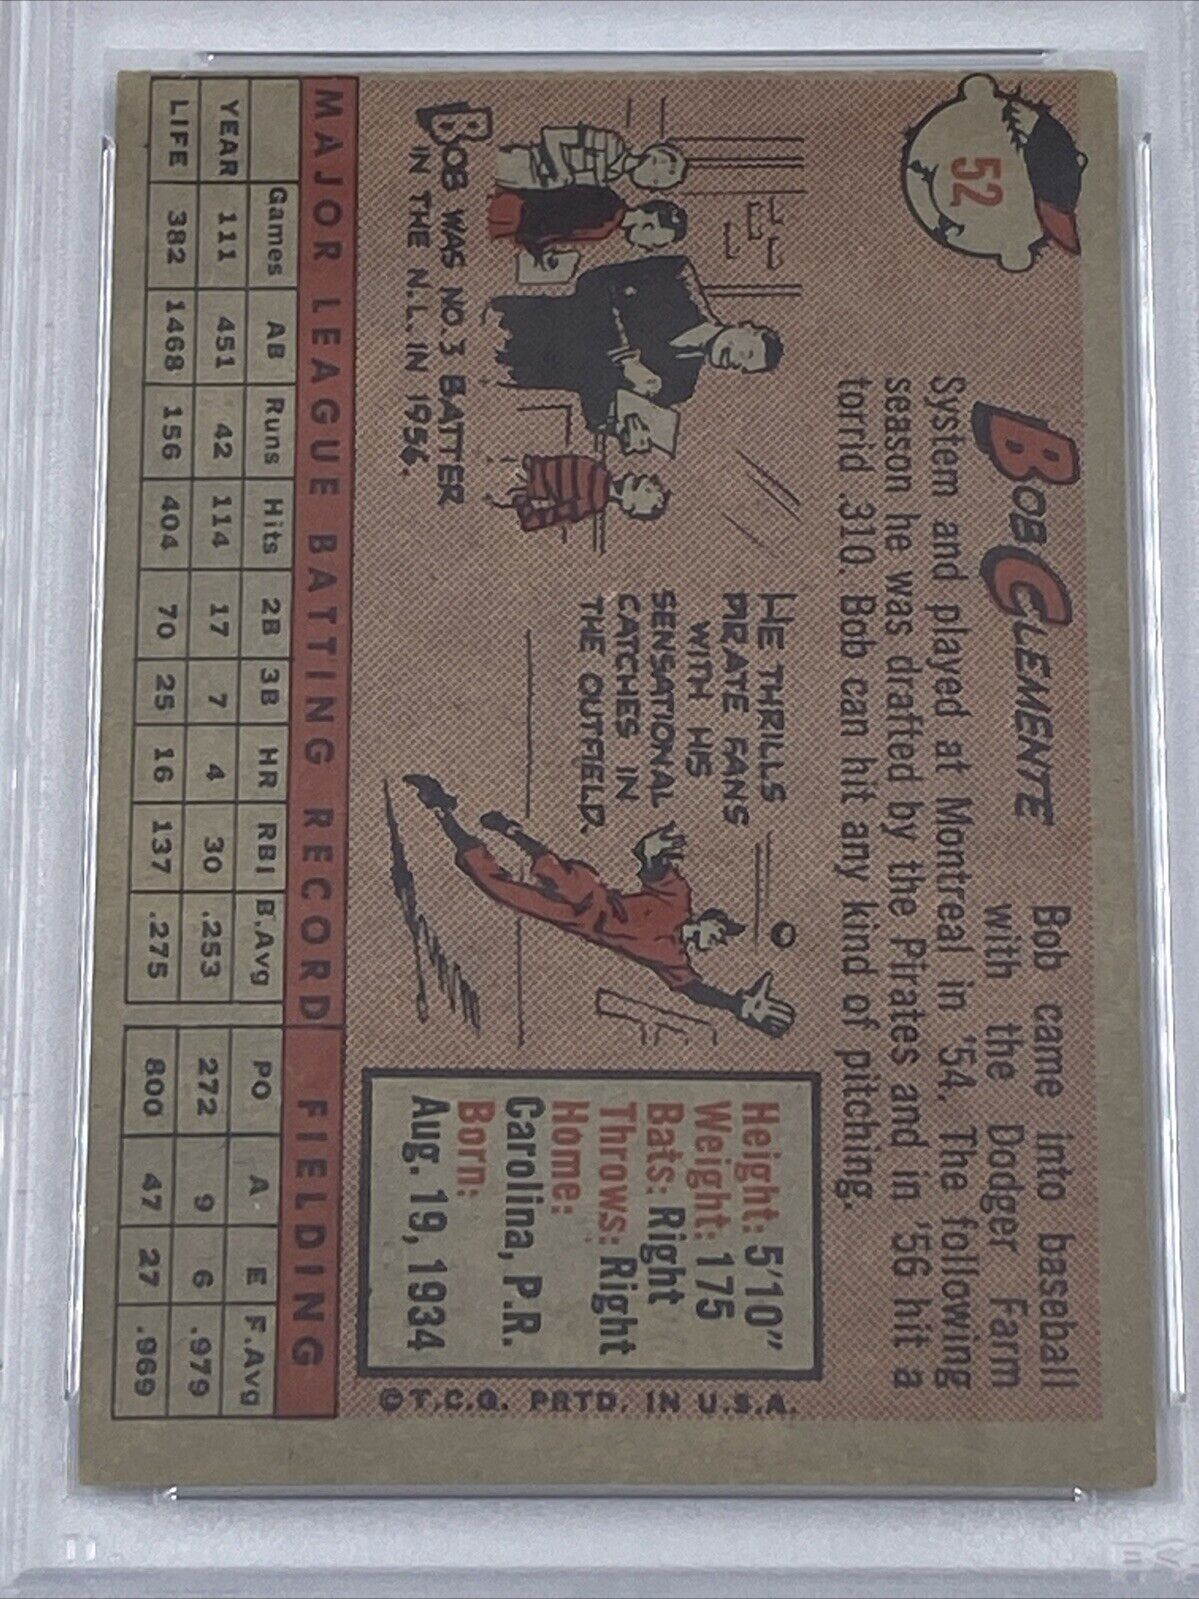 52
BOB CLEMENTE
Bob came into baseball
with the Dodger Farm
System and played at Montreal in '54. The following
season he was drafted by the Pirates and in '56 hit a
torrid .310. Bob can hit any kind of pitching.
BOB WAS NO.3 BATTER
IN THE N.L. IN 1956.
HE THRILLS
PIRATE FANS
WITH HIS
SENSATIONAL
CATCHES IN
THE OUTFIELD.
Height: 5'10"
Weight: 175
Bats: Right
Throws: Right
Home:
Carolina, P.R.
Born:
Aug. 19, 1934
© T.C.G. PRTD. IN U.S.A.
MAJOR LEAGUE BATTING RECORD FIELDING
Games AB Runs Hits 2B 3B HR RBI B.Avg PO A E F.Avg
YEAR 111 451 42 114 17 7 4 30 .253 272 9 6 .979
LIFE 382 1468 156 404 70 25 16 137 .275 800 47 27 .969